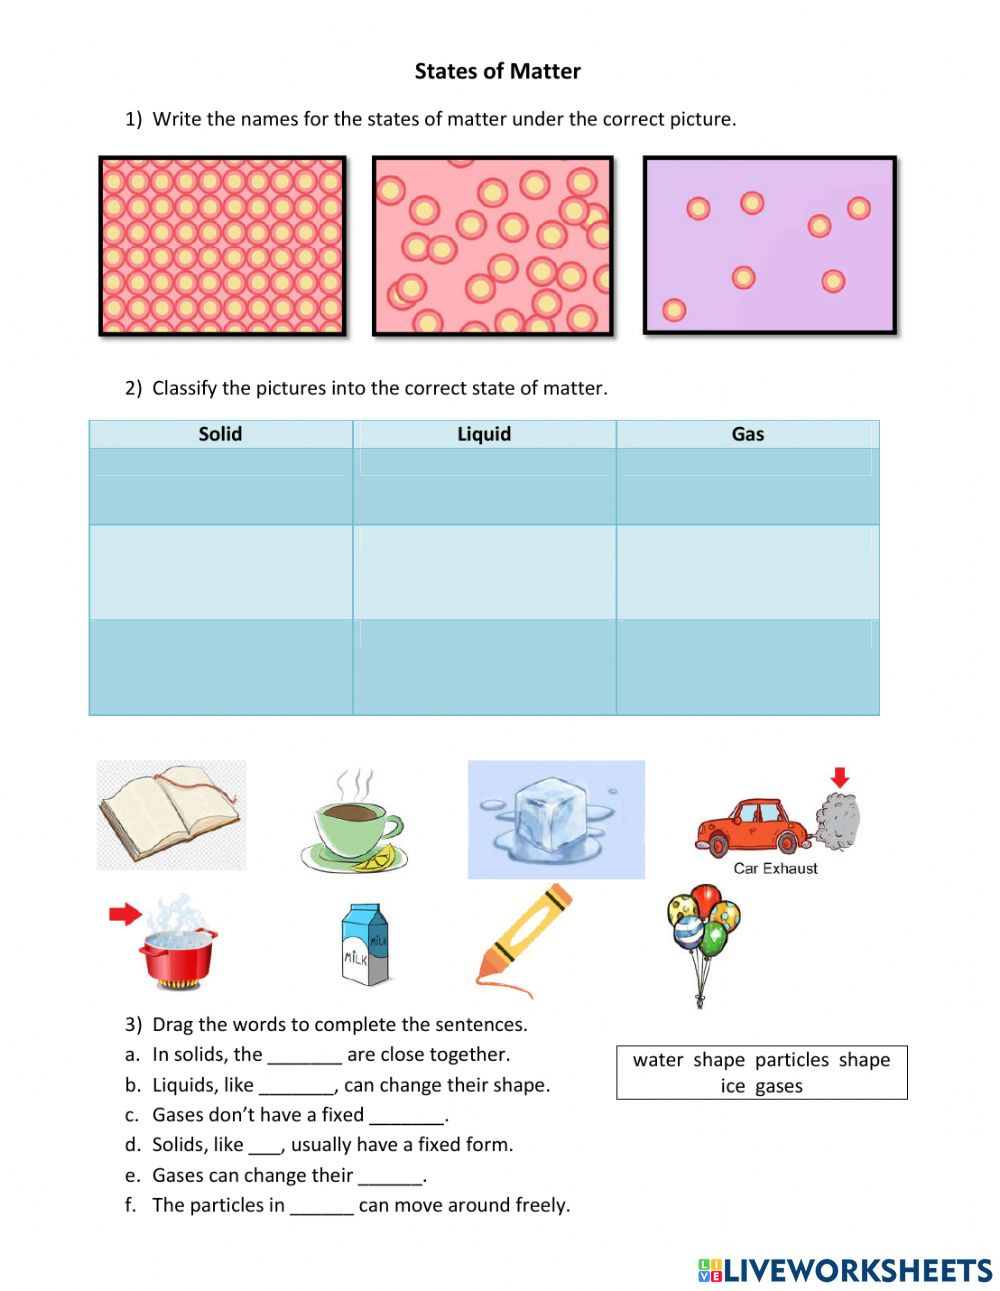 States of Matter
1) Write the names for the states of matter under the correct picture.
2) Classify the pictures into the correct state of matter.
Solid Liquid Gas
Car Exhaust
MILK MILK
3) Drag the words to complete the sentences.
a. In solids, the _______ are close together.
b. Liquids, like _______, can change their shape.
c. Gases don’t have a fixed _______.
d. Solids, like ___, usually have a fixed form.
e. Gases can change their ______.
f. The particles in ______ can move around freely.
water shape particles shape
ice gases
LIVE LIVEWORKSHEETS